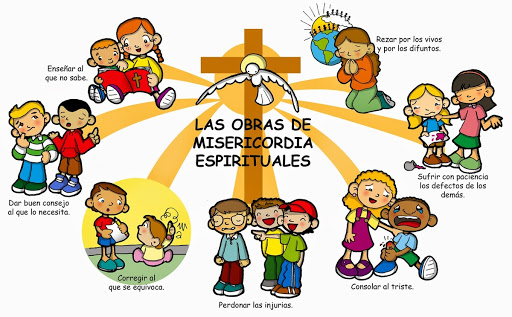 LAS OBRAS DE
MISERICORDIA
ESPIRITUALES
Enseñar al
que no sabe.
Rezar por los vivos
y por los difuntos.
Dar buen consejo
al que lo necesita.
Sufrir con paciencia
los defectos de los
demás.
Corregir al
que se equivoca.
Perdonar las injurias.
Consolar al triste.